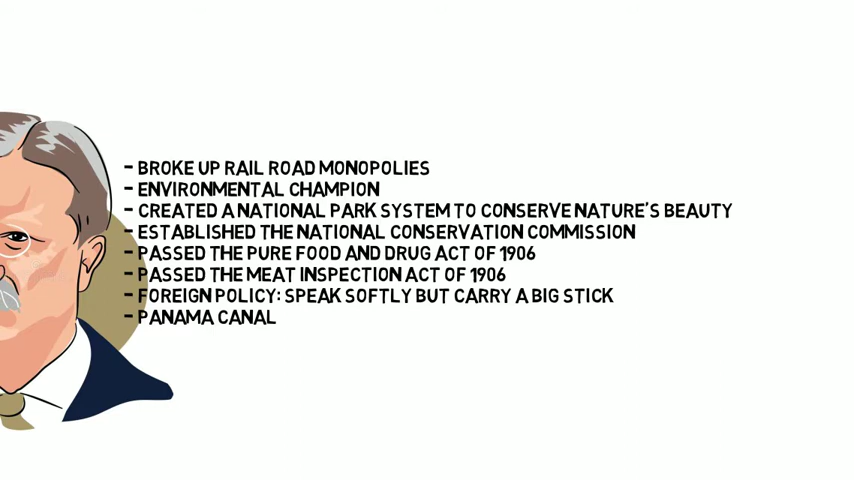 - BROKE UP RAIL ROAD MONOPOLIES
- ENVIRONMENTAL CHAMPION
- CREATED A NATIONAL PARK SYSTEM TO CONSERVE NATURE'S BEAUTY
- ESTABLISHED THE NATIONAL CONSERVATION COMMISSION
- PASSED THE PURE FOOD AND DRUG ACT OF 1906
- PASSED THE MEAT INSPECTION ACT OF 1906
- FOREIGN POLICY: SPEAK SOFTLY BUT CARRY A BIG STICK
- PANAMA CANAL